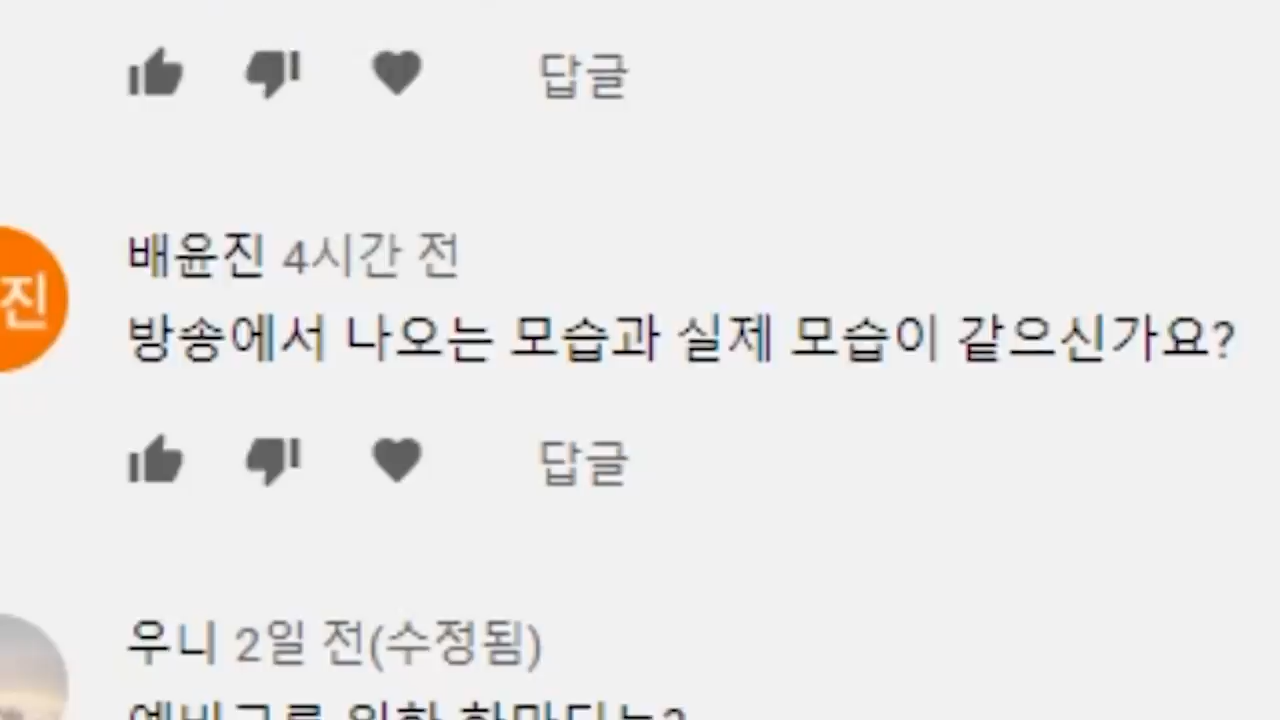 답글
배윤진 4시간 전
진
방송에서 나오는 모습과 실제 모습이 같으신가요?
답글
우니 2일 전(수정됨)